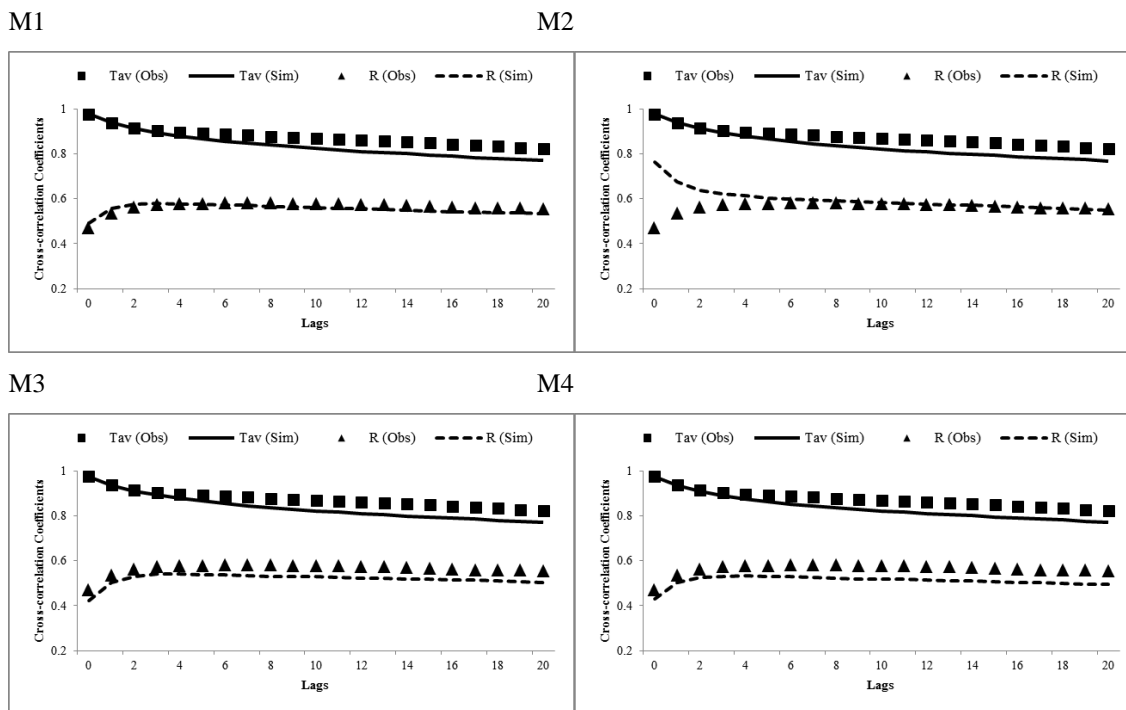 M1
M2
Tav (Obs) Tav (Sim) R (Obs) R (Sim)
Cross-correlation Coefficients
1
0.8
0.6
0.4
0.2
0 2 4 6 8 10 12 14 16 18 20
Lags
Tav (Obs) Tav (Sim) R (Obs) R (Sim)
Cross-correlation Coefficients
1
0.8
0.6
0.4
0.2
0 2 4 6 8 10 12 14 16 18 20
Lags
M3
M4
Tav (Obs) Tav (Sim) R (Obs) R (Sim)
Cross-correlation Coefficients
1
0.8
0.6
0.4
0.2
0 2 4 6 8 10 12 14 16 18 20
Lags
Tav (Obs) Tav (Sim) R (Obs) R (Sim)
Cross-correlation Coefficients
1
0.8
0.6
0.4
0.2
0 2 4 6 8 10 12 14 16 18 20
Lags